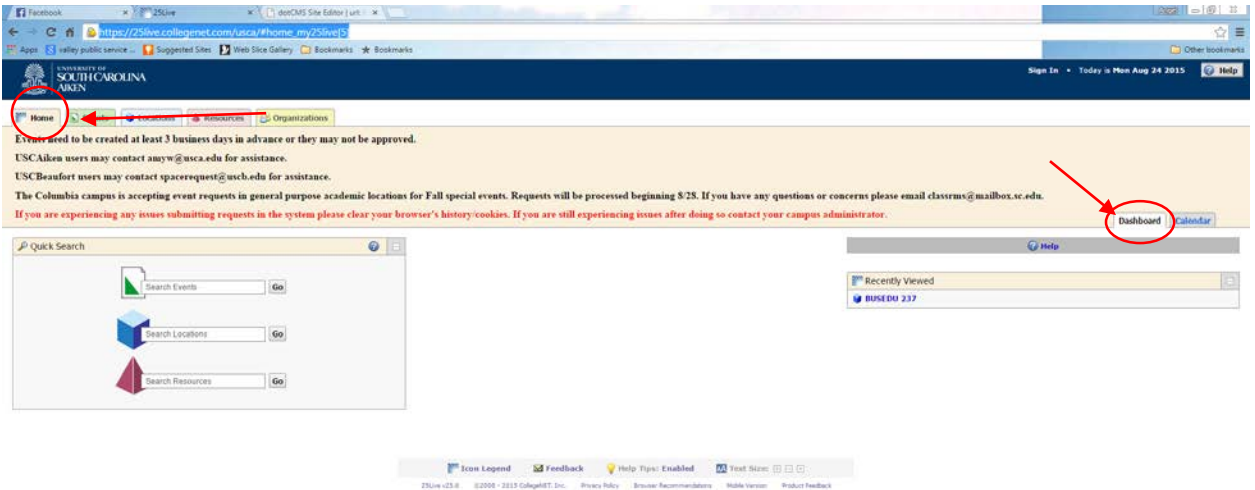 Facebook 25Live dotCMS Site Editor | url
https://25live.collegenet.com/usca/#home_my25live[5]
Apps valley public service ... Suggested Sites Web Slice Gallery Bookmarks Bookmarks Other bookmarks
UNIVERSITY OF
SOUTH CAROLINA
AIKEN
Sign In • Today is Mon Aug 24 2015 Help
Home Locations Resources Organizations
Events need to be created at least 3 business days in advance or they may not be approved.
USCAiken users may contact amyw@usca.edu for assistance.
USCBeaufort users may contact spacerequest@uscb.edu for assistance.
The Columbia campus is accepting event requests in general purpose academic locations for Fall special events. Requests will be processed beginning 8/28. If you have any questions or concerns please email classrms@mailbox.sc.edu.
If you are experiencing any issues submitting requests in the system please clear your browser's history/cookies. If you are still experiencing issues after doing so contact your campus administrator.
Dashboard Calendar
Quick Search
Help
Search Events Go
Recently Viewed
BUSEDU 237
Search Locations Go
Search Resources Go
Icon Legend Feedback Help Tips: Enabled Text Size:
25Live v25.0 ©2008 - 2015 CollegeNET, Inc. Privacy Policy Browser Recommendations Mobile Version Product Feedback